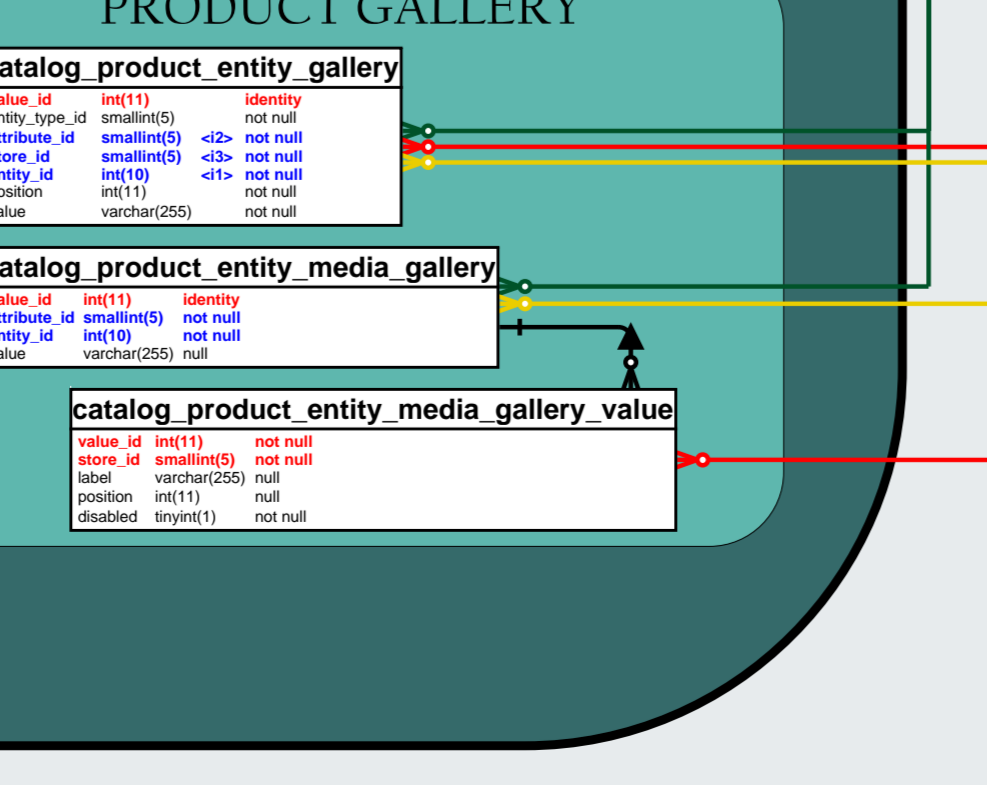 PRODUCT GALLERY
atalog_product_entity_gallery
alue_id int(11) identity
ntity_type_id smallint(5) not null
ttribute_id smallint(5) <i2> not null
tore_id smallint(5) <i3> not null
ntity_id int(10) <i1> not null
osition int(11) not null
alue varchar(255) not null
atalog_product_entity_media_gallery
alue_id int(11) identity
ttribute_id smallint(5) not null
ntity_id int(10) not null
alue varchar(255) null
catalog_product_entity_media_gallery_value
value_id int(11) not null
store_id smallint(5) not null
label varchar(255) null
position int(11) null
disabled tinyint(1) not null